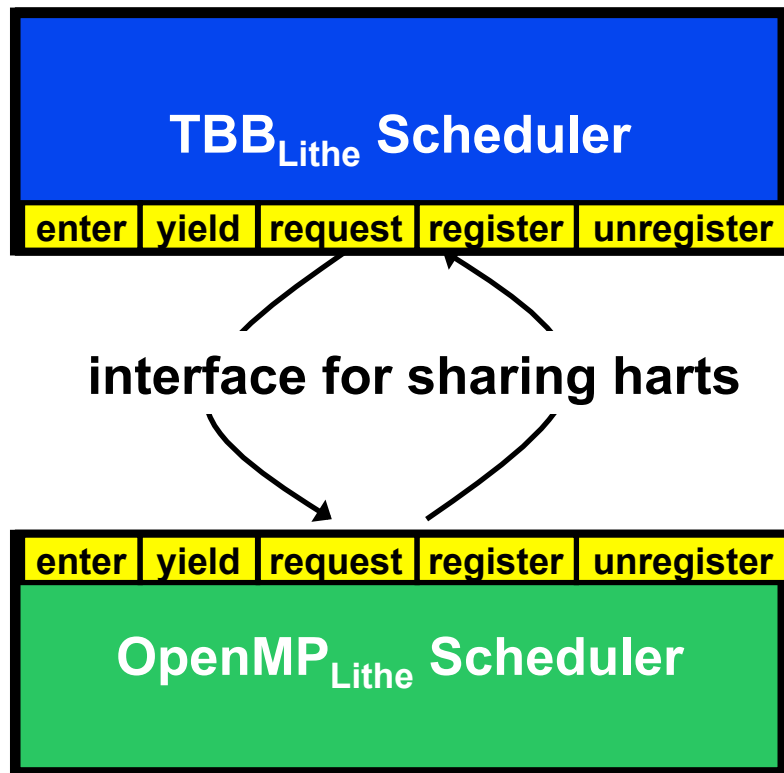 TBBLithe Scheduler
enter yield request register unregister
interface for sharing harts
enter yield request register unregister
OpenMPLithe Scheduler